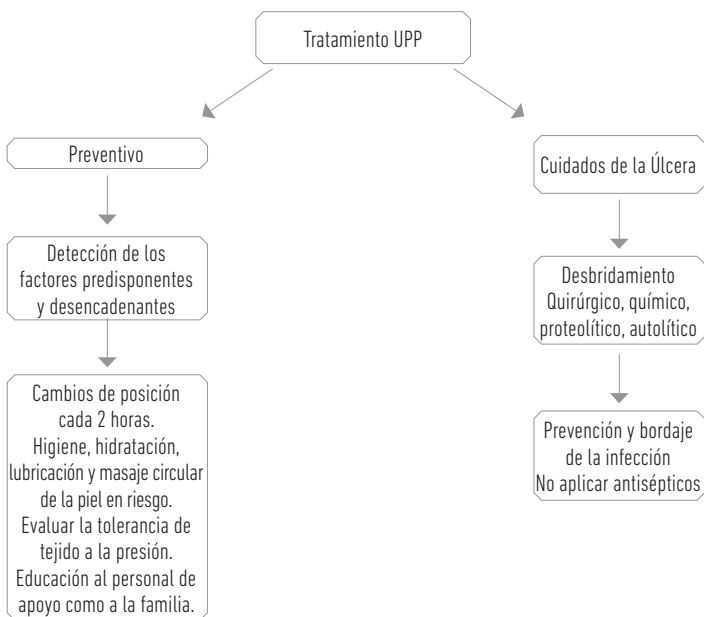 Tratamiento UPP
Preventivo
Detección de los
factores predisponentes
y desencadenantes
Cambios de posición
cada 2 horas.
Higiene, hidratación,
lubricación y masaje circular
de la piel en riesgo.
Evaluar la tolerancia de
tejido a la presión.
Educación al personal de
apoyo como a la familia.
Cuidados de la Úlcera
Desbridamiento
Quirúrgico, químico,
proteolítico, autolítico
Prevención y bordaje
de la infección
No aplicar antisépticos